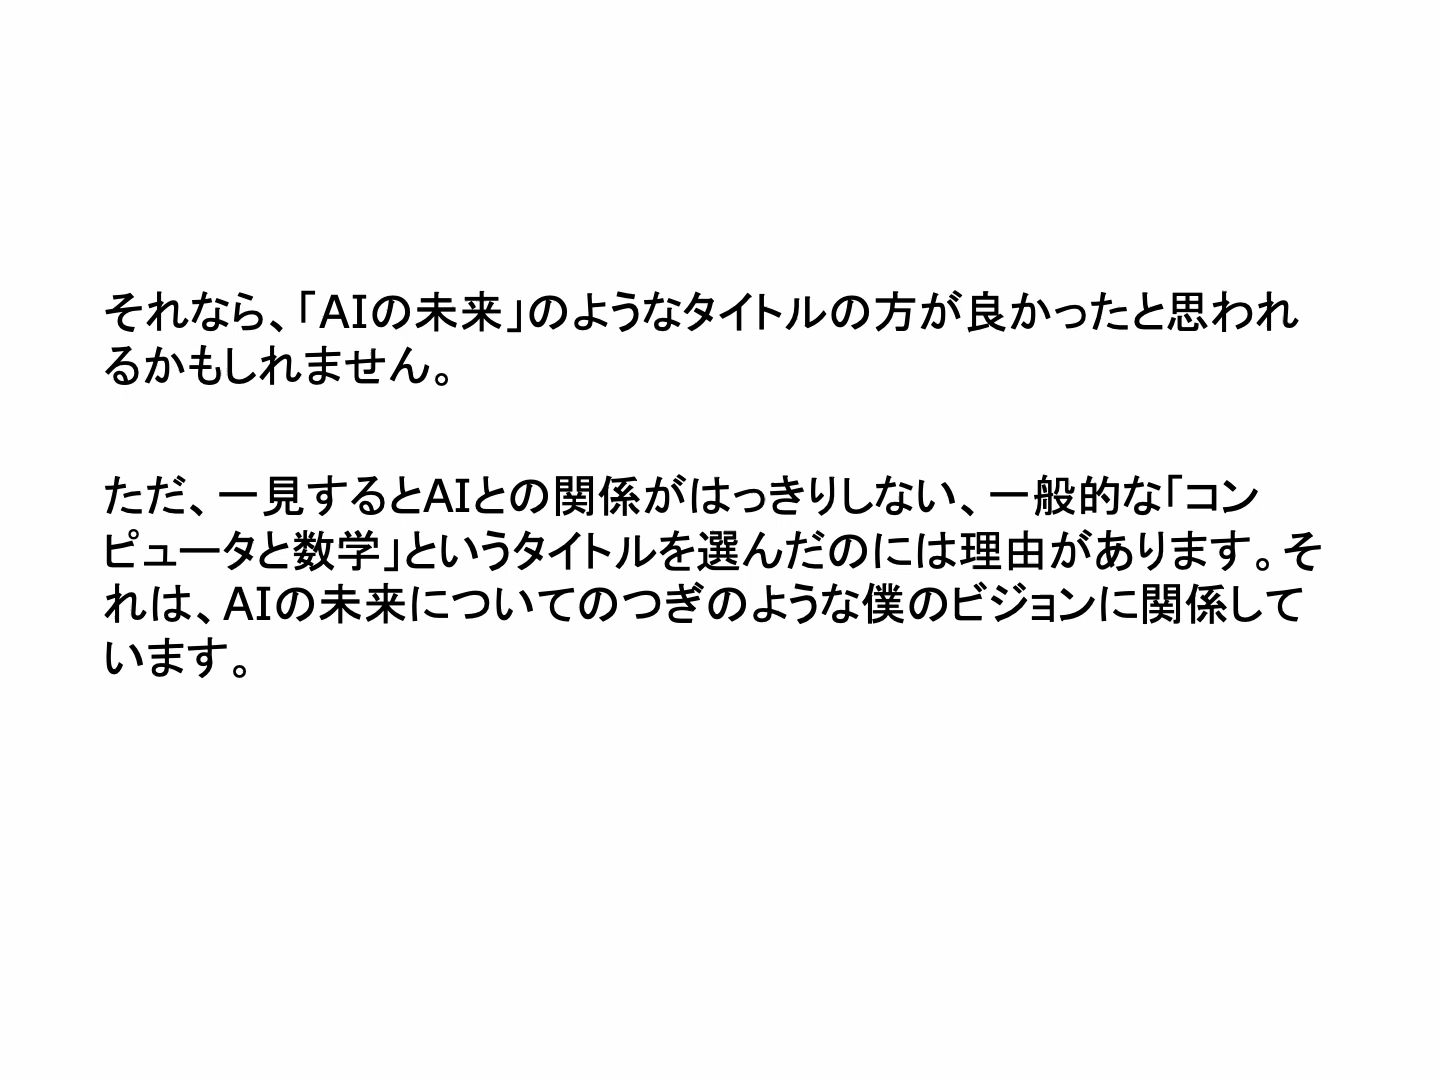 それなら、「AIの未来」のようなタイトルの方が良かったと思われ
るかもしれません。
ただ、一見するとAIとの関係がはっきりしない、一般的な「コン
ピュータと数学」というタイトルを選んだのには理由があります。そ
れは、AIの未来についてのつぎのような僕のビジョンに関係して
います。